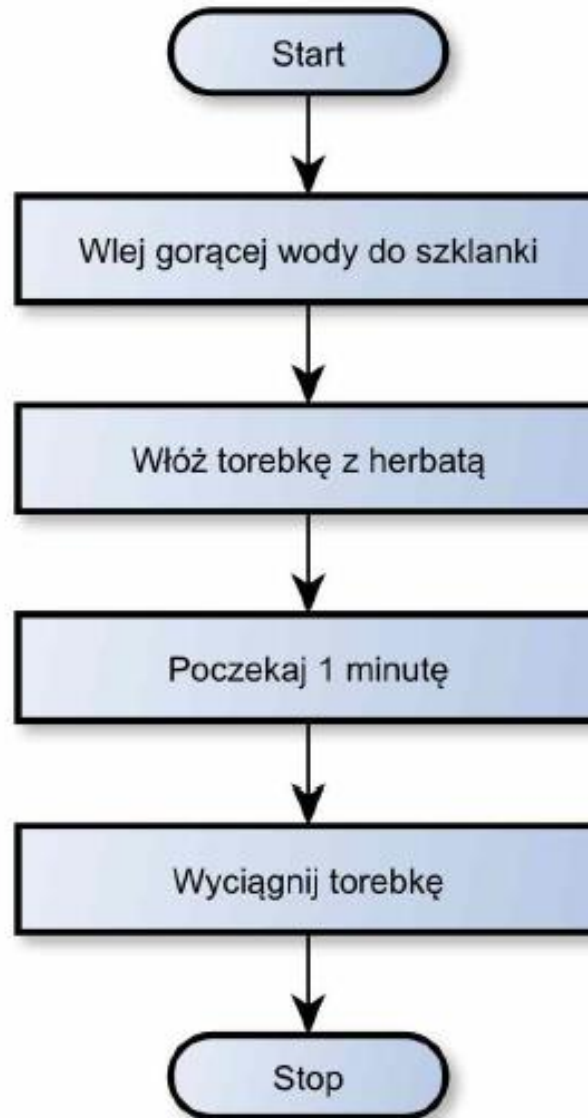 Start
Wlej gorącej wody do szklanki
Włóż torebkę z herbatą
Poczekaj 1 minutę
Wyciągnij torebkę
Stop